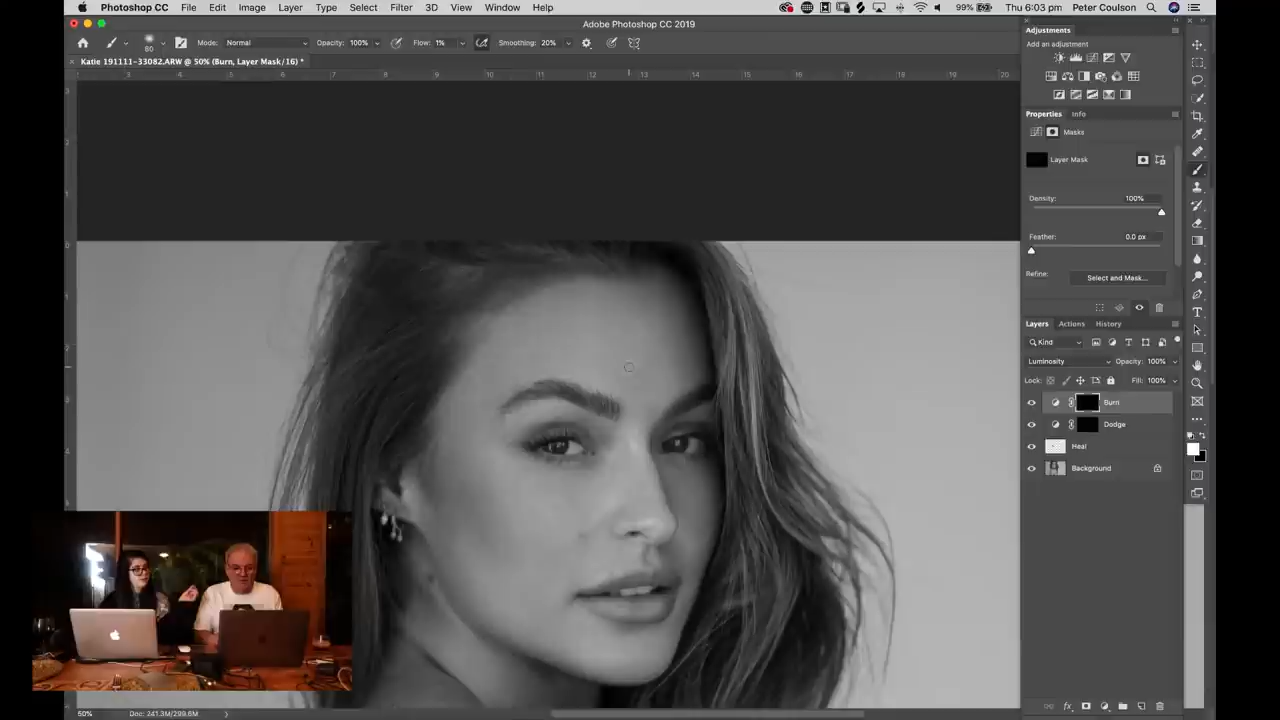 Photoshop CC File Edit Image Layer Type Select Filter 3D View Window Help 99% Thu 6:03 pm Peter Coulson
Adobe Photoshop CC 2019
80 Mode: Normal Opacity: 100% Flow: 1% Smoothing: 20%
Katie 191111-33082.ARW @ 50% (Burn, Layer Mask/16) *
Adjustments
Add an adjustment
Properties Info
Masks
Layer Mask
Density: 100%
Feather: 0.0 px
Refine: Select and Mask...
Layers Actions History
Kind
Luminosity Opacity: 100%
Lock: Fill: 100%
Burn
Dodge
Heal
Background
50% Doc: 241.3M/299.6M